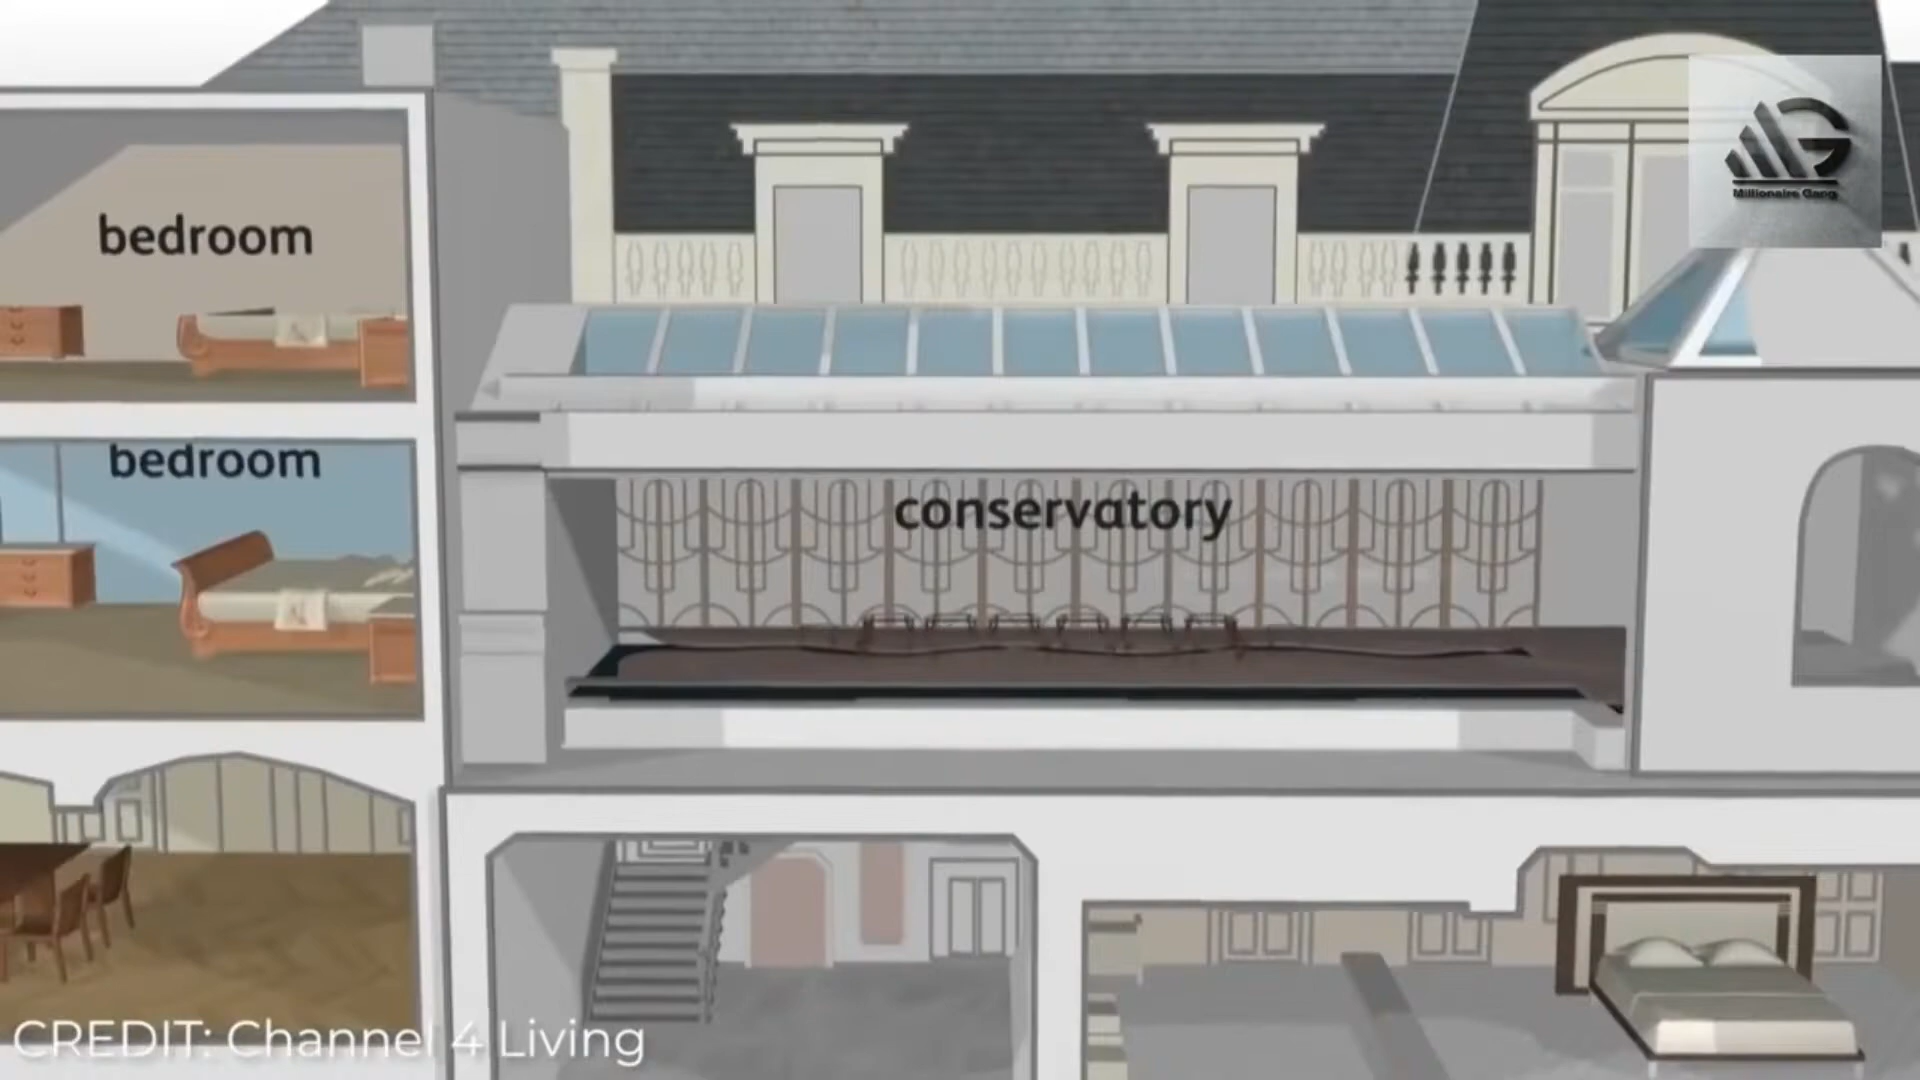 Millionaire Gang
bedroom
bedroom
conservatory
CREDIT: Channel 4 Living